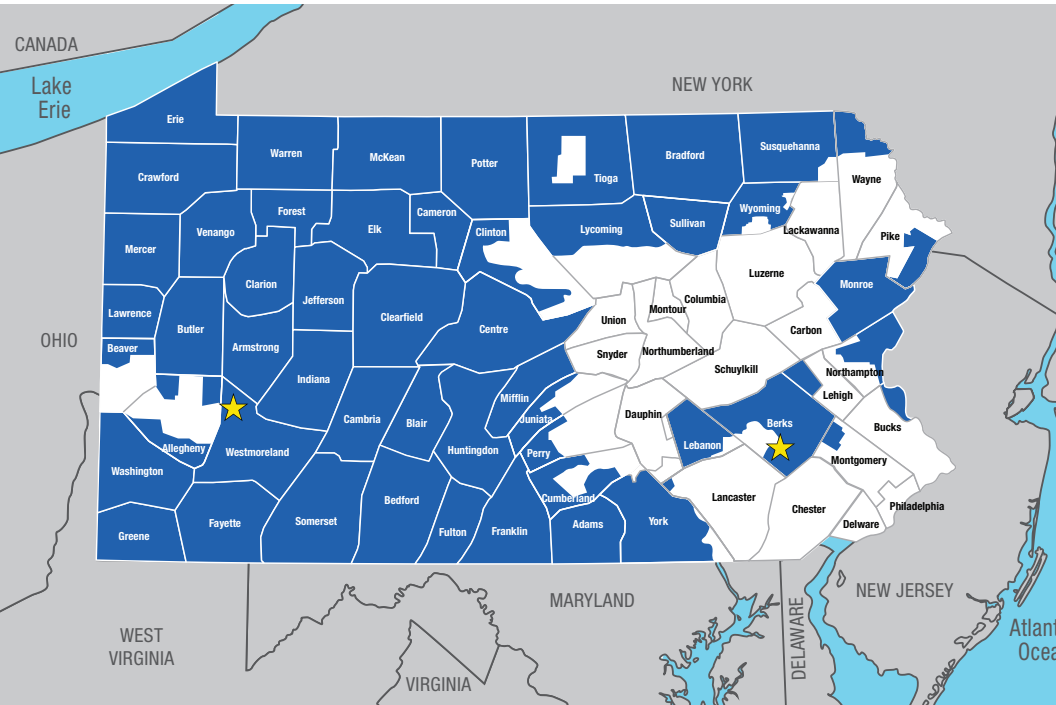 CANADA
Lake
Erie
NEW YORK
Erie
Warren
McKean
Potter
Tioga
Bradford
Susquehanna
Wayne
Crawford
Forest
Cameron
Elk
Venango
Clinton
Lycoming
Sullivan
Wyoming
Lackawanna
Pike
Mercer
Luzerne
Clarion
Jefferson
Monroe
Lawrence
Butler
Clearfield
Centre
Union
Montour
Columbia
Carbon
OHIO
Beaver
Armstrong
Indiana
Snyder
Northumberland
Schuylkill
Northampton
Lehigh
Mifflin
Juniata
Cambria
Blair
Dauphin
Berks
Bucks
Allegheny
Westmoreland
Huntingdon
Perry
Lebanon
Montgomery
Washington
Bedford
Cumberland
Lancaster
Chester
Philadelphia
Greene
Fayette
Somerset
Fulton
Franklin
Adams
York
Delware
MARYLAND
NEW JERSEY
WEST
VIRGINIA
VIRGINIA
DELAWARE
Atlant
Ocea